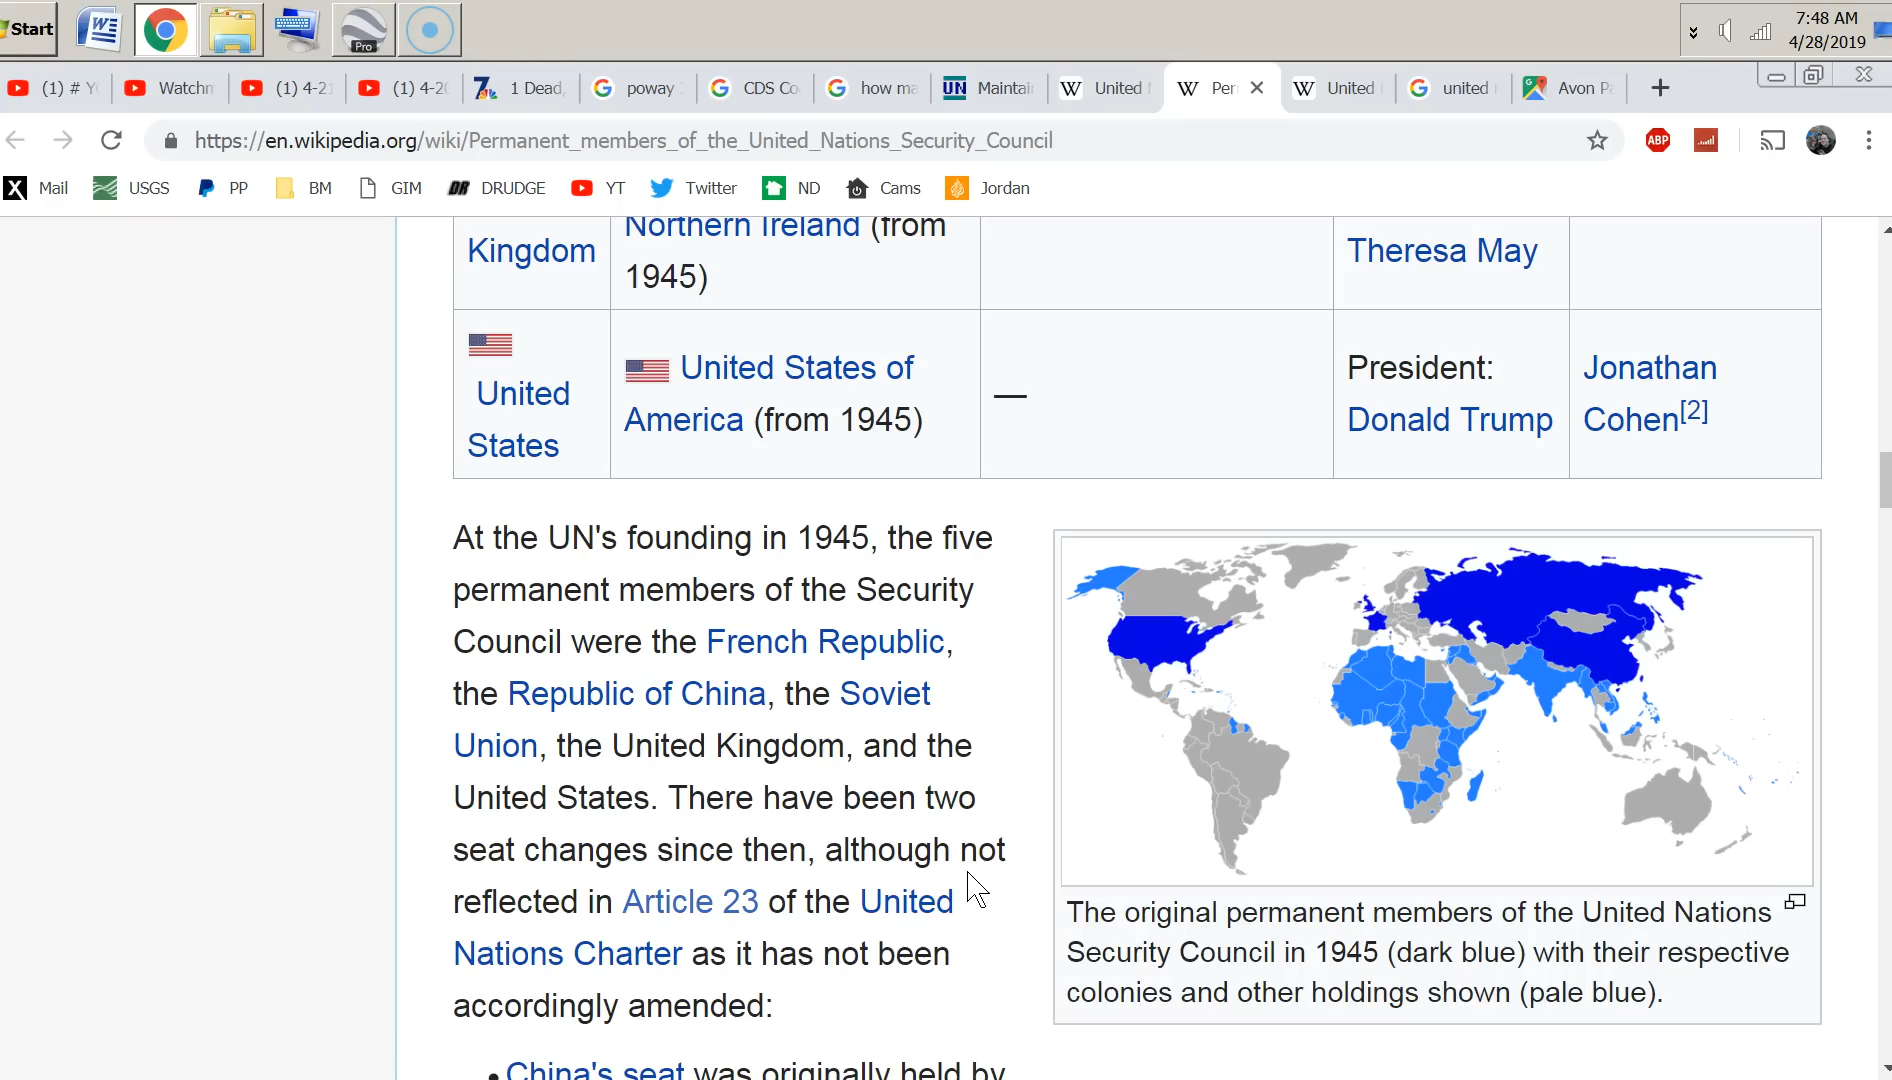 Start
Pro
7:48 AM
4/28/2019
(1) # Y
Watchm
(1) 4-2
(1) 4-20
1 Dead,
poway
CDS Co
how ma
UN Maintai
United
Per
United
united
Avon Pa
https://en.wikipedia.org/wiki/Permanent_members_of_the_United_Nations_Security_Council
ABP
X Mail
USGS
PP
BM
GIM
DR DRUDGE
YT
Twitter
ND
Cams
Jordan
Kingdom
Northern Ireland (from
1945)
Theresa May
United
States
United States of
America (from 1945)
—
President:
Donald Trump
Jonathan
Cohen[2]
At the UN's founding in 1945, the five
permanent members of the Security
Council were the French Republic,
the Republic of China, the Soviet
Union, the United Kingdom, and the
United States. There have been two
seat changes since then, although not
reflected in Article 23 of the United
Nations Charter as it has not been
accordingly amended:
• China's seat was originally held by
The original permanent members of the United Nations
Security Council in 1945 (dark blue) with their respective
colonies and other holdings shown (pale blue).